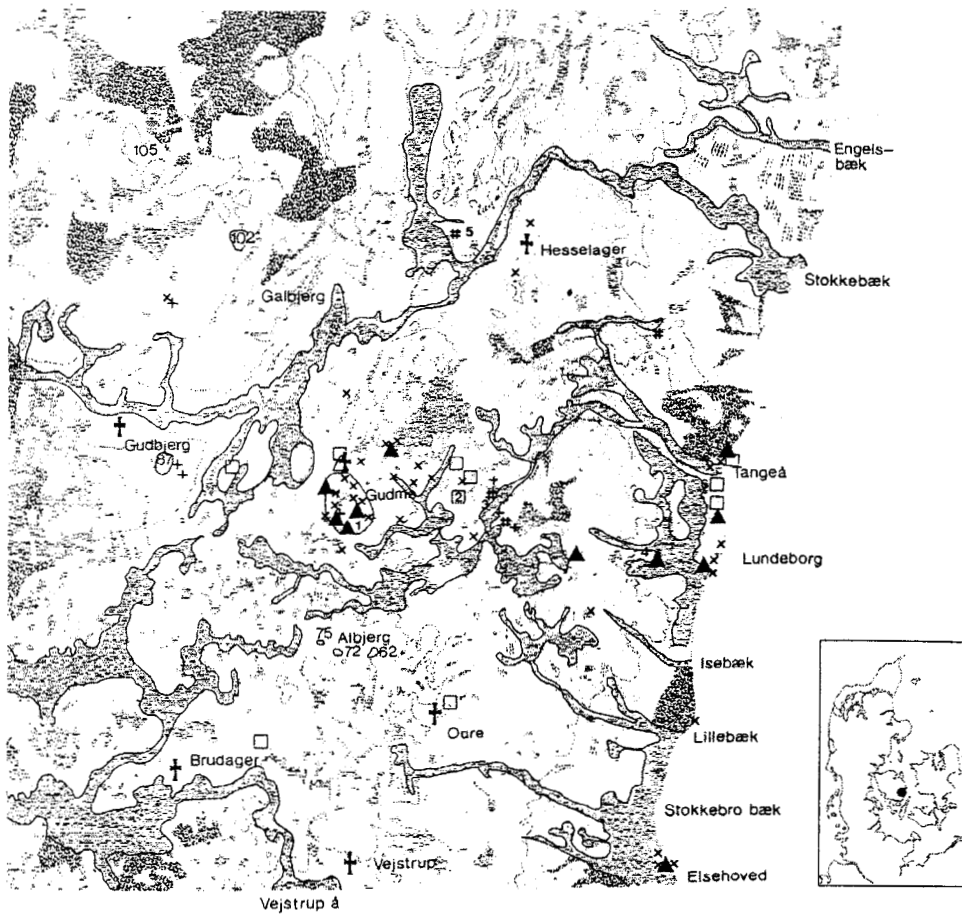 105
Engels-
bæk
102
# 5
Hesselager
Galbjerg
Stokkebæk
Gudbjerg
87
Gudme
2
1
Tangeå
Lundeborg
75
Albjerg
72
62
Isebæk
Oure
Lillebæk
Brudager
Stokkebro bæk
Vejstrup
Elsehoved
Vejstrup å